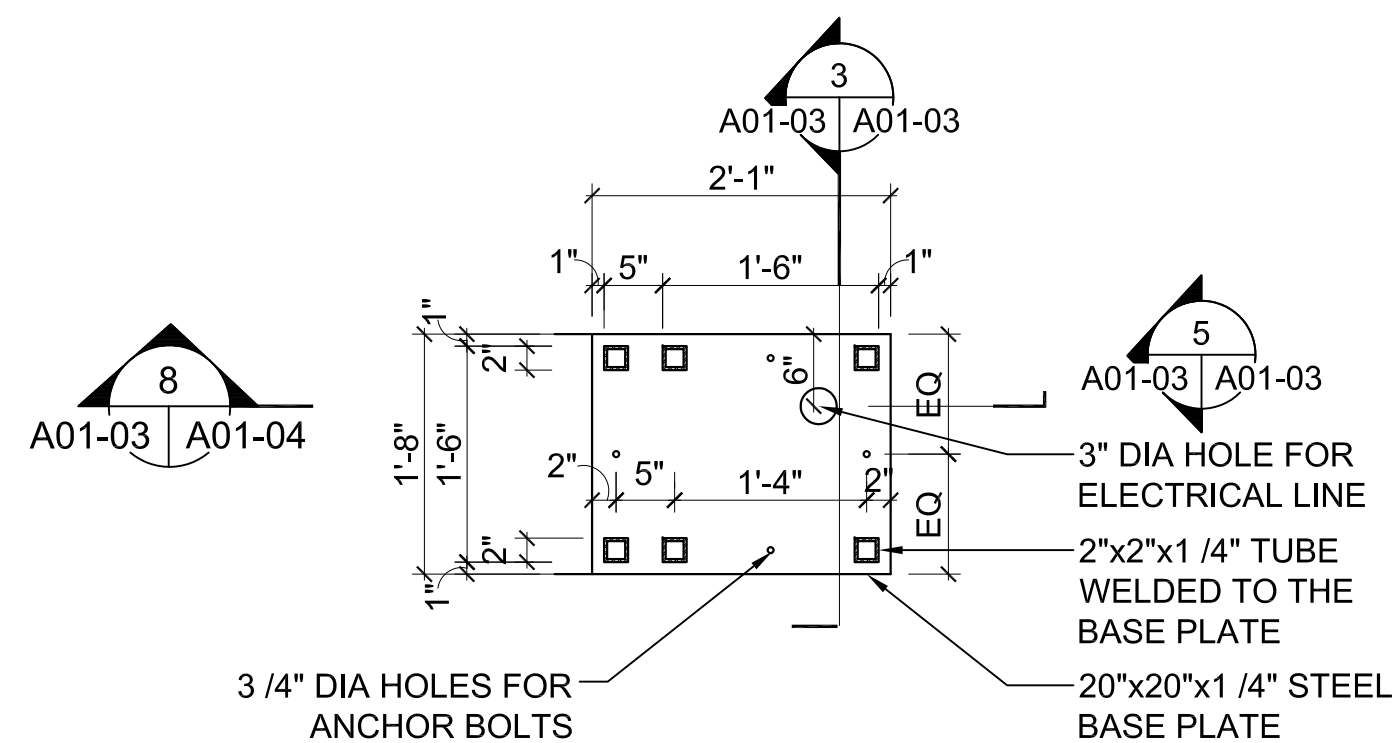 3
A01-03 A01-03
2'-1"
1" 5" 1'-6" 1"
1"
2"
6"
EQ
5
A01-03 A01-03
8
A01-03 A01-04
1'-8"
1'-6"
2" 5" 1'-4" 2"
EQ
2"
1"
3" DIA HOLE FOR
ELECTRICAL LINE
2"x2"x1 /4" TUBE
WELDED TO THE
BASE PLATE
3 /4" DIA HOLES FOR
ANCHOR BOLTS
20"x20"x1 /4" STEEL
BASE PLATE